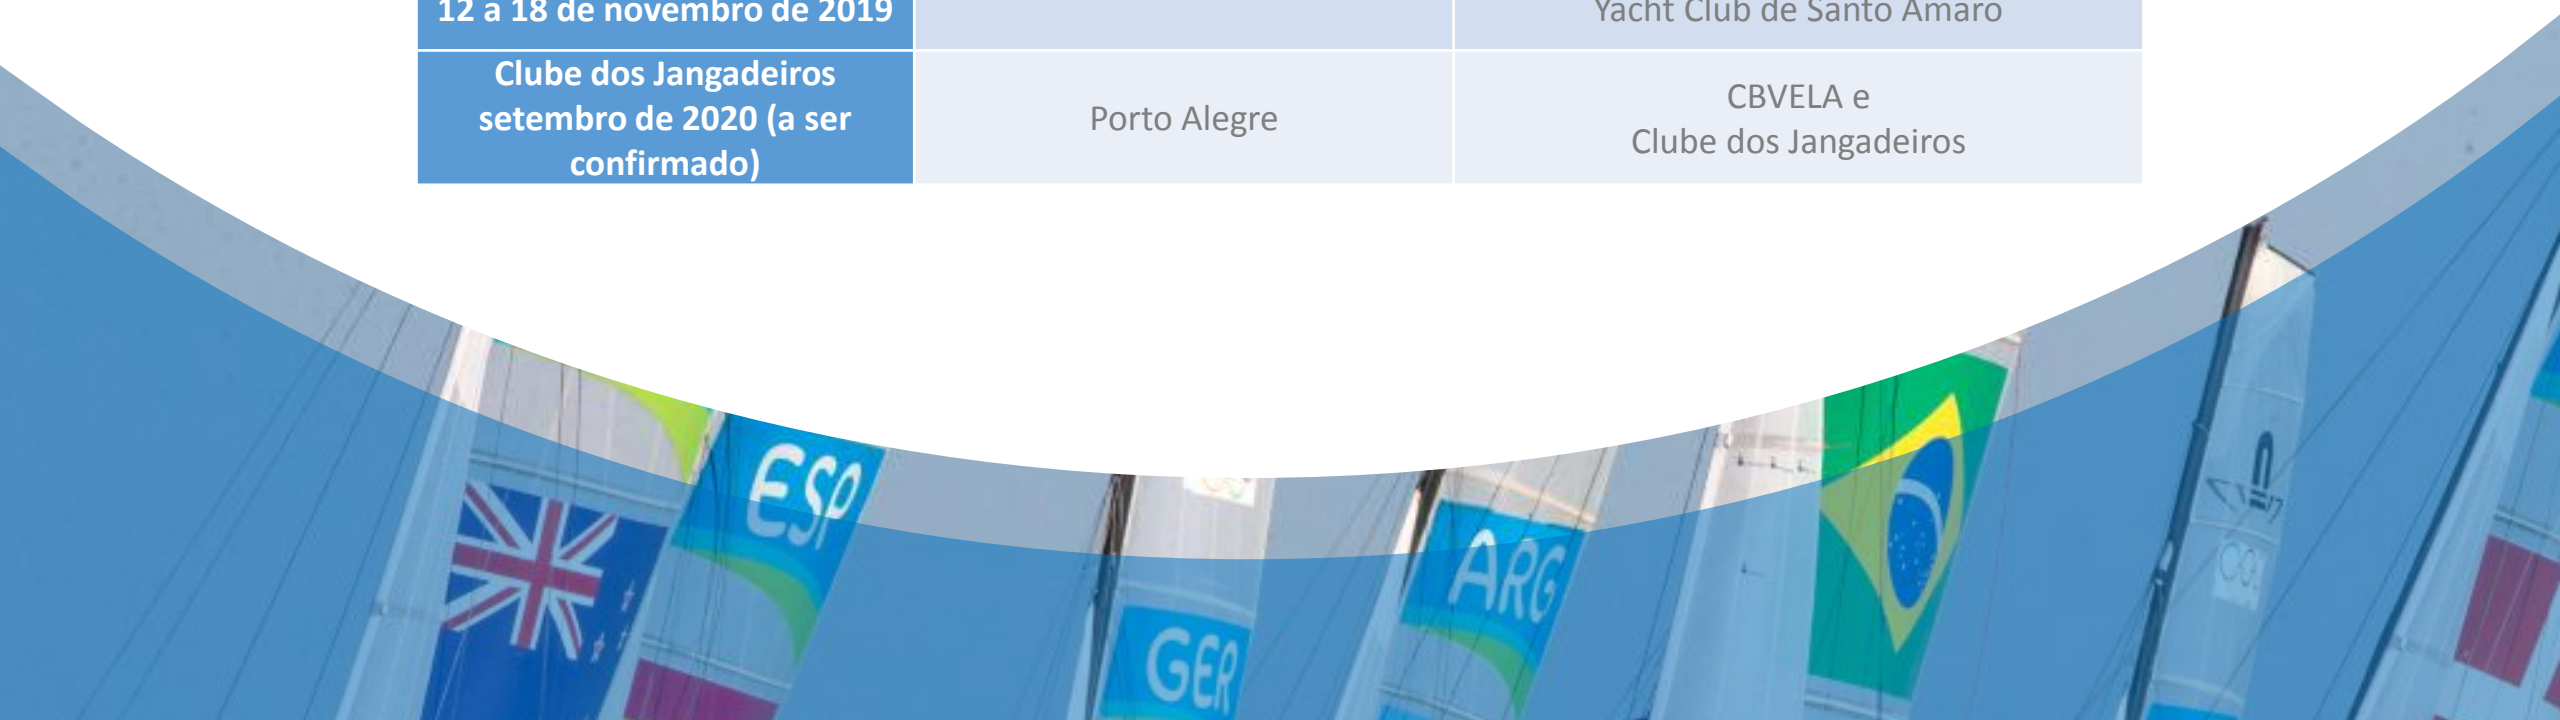 12 a 18 de novembro de 2019
Yacht Club de Santo Amaro
Clube dos Jangadeiros
setembro de 2020 (a ser
confirmado)
Porto Alegre
CBVELA e
Clube dos Jangadeiros
ESP
GER
ARG